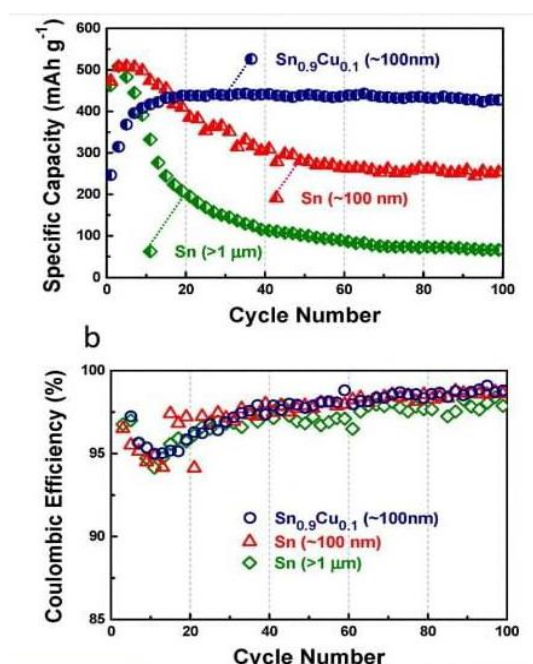 600
500
400
300
200
100
0
Specific Capacity (mAh g⁻¹)
Sn₀.₉Cu₀.₁ (~100nm)
Sn (~100 nm)
Sn (>1 μm)
0 20 40 60 80 100
Cycle Number
b
100
98
95
90
85
Coulombic Efficiency (%)
Sn₀.₉Cu₀.₁ (~100nm)
Sn (~100 nm)
Sn (>1 μm)
0 20 40 60 80 100
Cycle Number